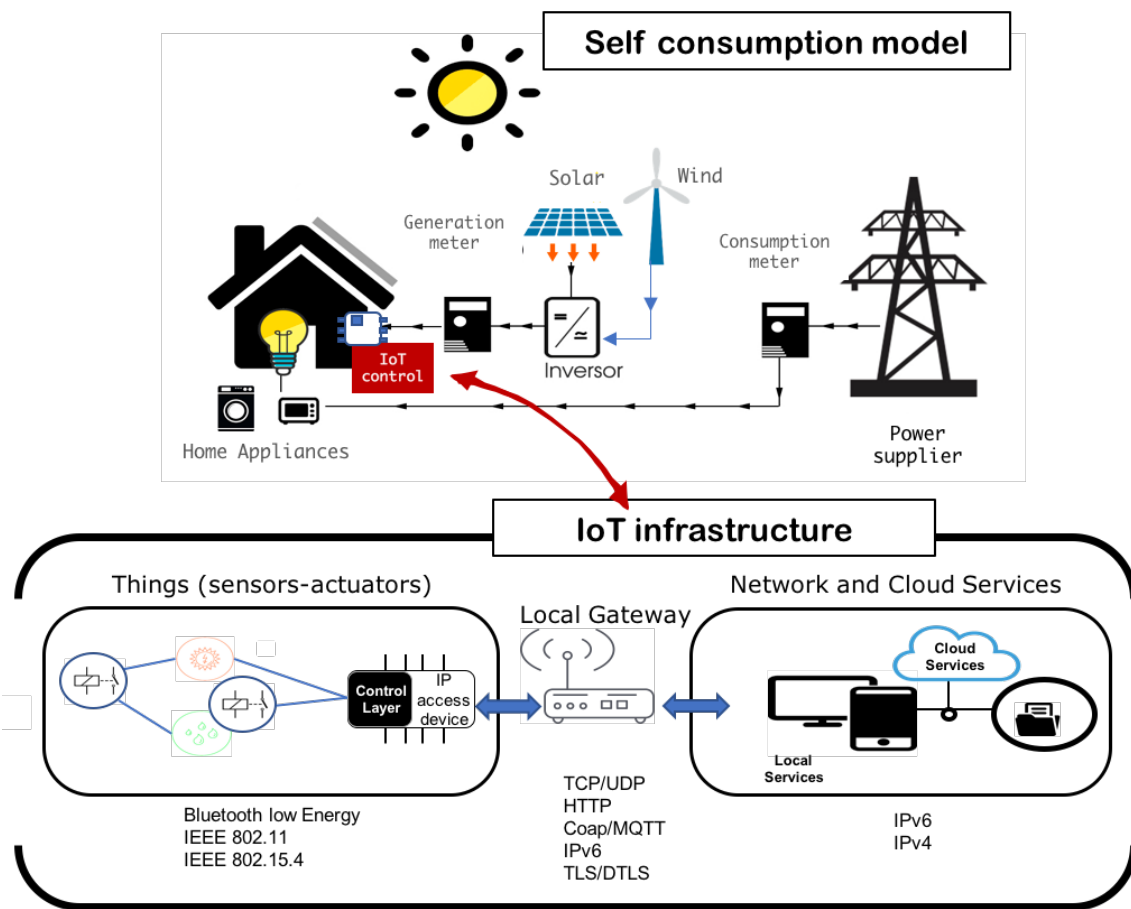 Self consumption model
Solar
Wind
Generation
meter
Consumption
meter
IoT
control
Inversor
Home Appliances
Power
supplier
IoT infrastructure
Things (sensors-actuators)
Local Gateway
Network and Cloud Services
Control
Layer
IP
access
device
Cloud
Services
Local
Services
Bluetooth low Energy
IEEE 802.11
IEEE 802.15.4
TCP/UDP
HTTP
Coap/MQTT
IPv6
TLS/DTLS
IPv6
IPv4